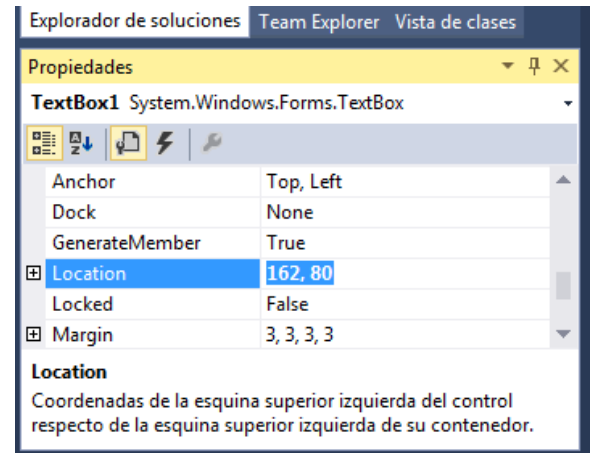 Explorador de soluciones Team Explorer Vista de clases
Propiedades
TextBox1 System.Windows.Forms.TextBox
Anchor Top, Left
Dock None
GenerateMember True
Location 162, 80
Locked False
Margin 3, 3, 3, 3
Location
Coordenadas de la esquina superior izquierda del control
respecto de la esquina superior izquierda de su contenedor.